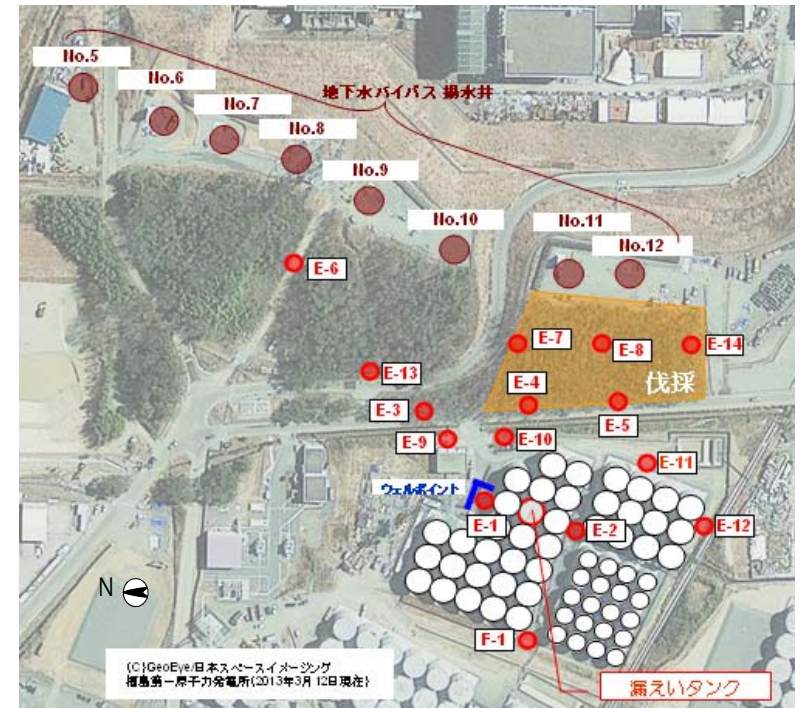 No.5
No.6
No.7
No.8
地下水バイパス 揚水井
No.9
No.10
No.11
No.12
E-6
E-7
E-8
E-14
E-13
伐採
E-4
E-3
E-5
E-9
E-10
E-11
ウェルポイント
E-1
E-2
E-12
N
F-1
(C)GeoEye/日本スペースイメージング
福島第一原子力発電所(2013年3月12日現在)
漏えいタンク